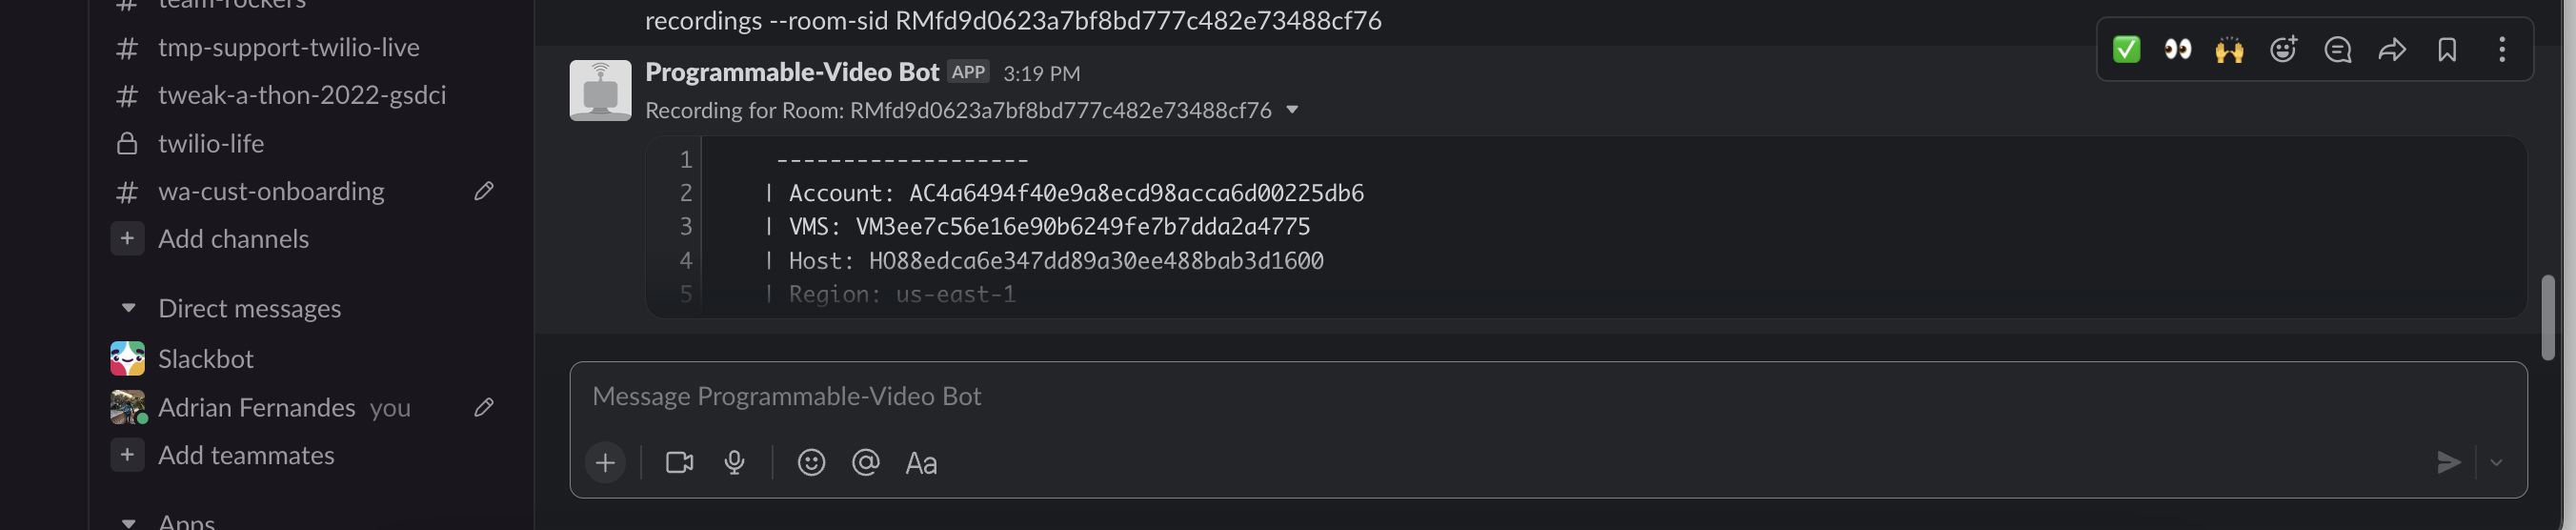 team-rockers
# tmp-support-twilio-live
# tweak-a-thon-2022-gsdci
twilio-life
# wa-cust-onboarding
+ Add channels
Direct messages
Slackbot
Adrian Fernandes you
+ Add teammates
Apps
recordings --room-sid RMfd9d0623a7bf8bd777c482e73488cf76
Programmable-Video Bot APP 3:19 PM
Recording for Room: RMfd9d0623a7bf8bd777c482e73488cf76
1 -------------------
2 | Account: AC4a6494f40e9a8ecd98acca6d00225db6
3 | VMS: VM3ee7c56e16e90b6249fe7b7dda2a4775
4 | Host: HO88edca6e347dd89a30ee488bab3d1600
5 | Region: us-east-1
Message Programmable-Video Bot
Aa